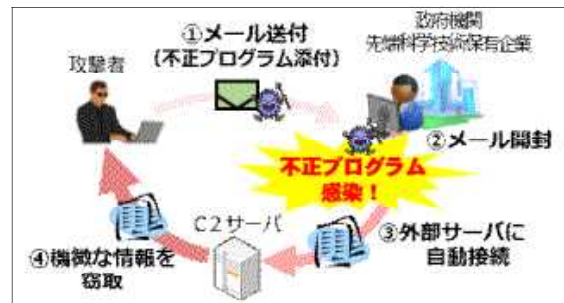 政府機関
先端科学技術保有企業
①メール送付
(不正プログラム添付)
攻撃者
②メール開封
不正プログラム
感染！
C2サーバ
③外部サーバに
自動接続
④機微な情報を
窃取